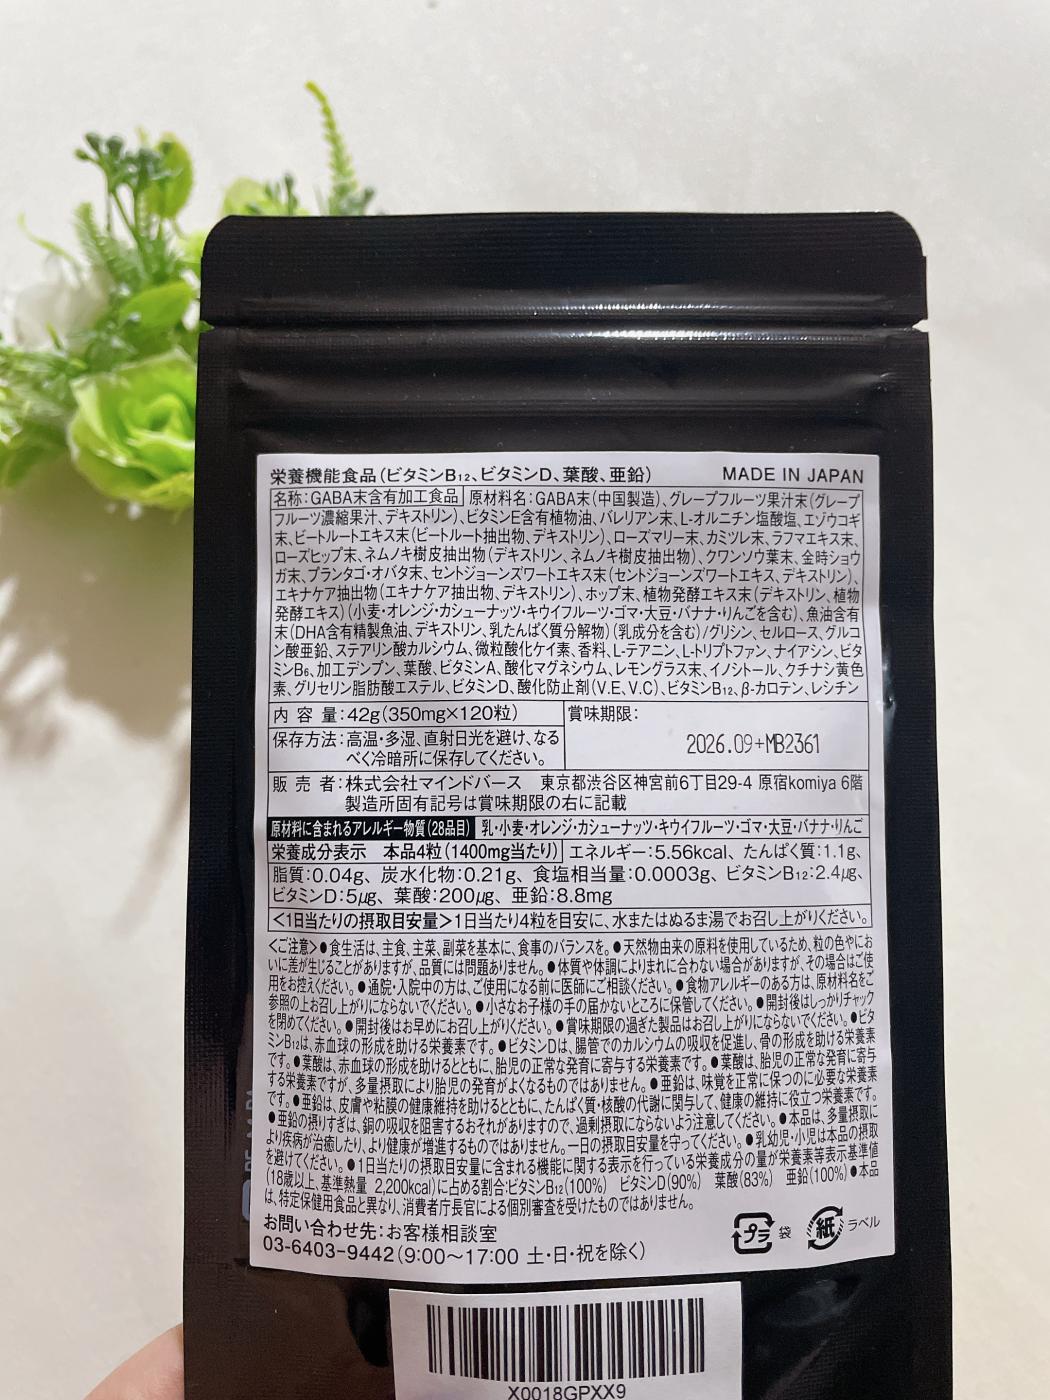 栄養機能食品(ビタミンB₁₂、ビタミンD、葉酸、亜鉛) MADE IN JAPAN
名称:GABA末含有加工食品 原材料名:GABA末(中国製造)、グレープフルーツ果汁末(グレープ
フルーツ濃縮果汁、デキストリン)、ビタミンE含有植物油、バレリアン末、L-オルニチン塩酸塩、エゾウコギ
末、ビートルートエキス末(ビートルート抽出物、デキストリン)、ローズマリー末、カミツレ末、ラフマエキス末、
ローズヒップ末、ネムノキ樹皮抽出物(デキストリン、ネムノキ樹皮抽出物)、クワンソウ葉末、金時ショウ
ガ末、プランタゴ・オバタ末、セントジョーンズワートエキス末(セントジョーンズワートエキス、デキストリン)、
エキナケア抽出物(エキナケア抽出物、デキストリン)、ホップ末、植物発酵エキス末(デキストリン、植物
発酵エキス)(小麦・オレンジ・カシューナッツ・キウイフルーツ・ゴマ・大豆・バナナ・りんごを含む)、魚油含有
末(DHA含有精製魚油、デキストリン、乳たんぱく質分解物)(乳成分を含む)/グリシン、セルロース、グルコ
ン酸亜鉛、ステアリン酸カルシウム、微粒酸化ケイ素、香料、L-テアニン、L-トリプトファン、ナイアシン、ビタ
ミンB₆、加工デンプン、葉酸、ビタミンA、酸化マグネシウム、レモングラス末、イノシトール、クチナシ黄色
素、グリセリン脂肪酸エステル、ビタミンD、酸化防止剤(V.E、V.C)、ビタミンB₁₂、β-カロテン、レシチン
内容量:42g(350mg×120粒) 賞味期限:
2026.09+MB2361
保存方法:高温・多湿、直射日光を避け、なる
べく冷暗所に保存してください。
販売者:株式会社マインドバース 東京都渋谷区神宮前6丁目29-4 原宿komiya 6階
製造所固有記号は賞味期限の右に記載
原材料に含まれるアレルギー物質(28品目) 乳・小麦・オレンジ・カシューナッツ・キウイフルーツ・ゴマ・大豆・バナナ・りんご
栄養成分表示 本品4粒(1400mg当たり) エネルギー:5.56kcal、たんぱく質:1.1g、
脂質:0.04g、炭水化物:0.21g、食塩相当量:0.0003g、ビタミンB₁₂:2.4μg、
ビタミンD:5μg、葉酸:200μg、亜鉛:8.8mg
<1日当たりの摂取目安量>1日当たり4粒を目安に、水またはぬるま湯でお召し上がりください。
<ご注意>●食生活は、主食、主菜、副菜を基本に、食事のバランスを。●天然物由来の原料を使用しているため、粒の色やにお
いに差が生じることがありますが、品質には問題ありません。●体質や体調によりまれに合わない場合がありますが、その場合はご使
用をお控えください。●通院・入院中の方は、ご使用になる前に医師にご相談ください。●食物アレルギーのある方は、原材料名をご
参照の上お召し上がりにならないでください。●小さなお子様の手の届かないところに保管してください。●開封後はしっかりチャック
を閉めてください。●開封後はお早めにお召し上がりください。●賞味期限の過ぎた製品はお召し上がりにならないでください。●ビタ
ミンB₁₂は、赤血球の形成を助ける栄養素です。●ビタミンDは、腸管でのカルシウムの吸収を促進し、骨の形成を助ける栄養素
です。●葉酸は、赤血球の形成を助けるとともに、胎児の正常な発育に寄与する栄養素です。●葉酸は、胎児の正常な発育に寄与
する栄養素ですが、多量摂取により胎児の発育がよくなるものではありません。●亜鉛は、味覚を正常に保つのに必要な栄養素
です。●亜鉛は、皮膚や粘膜の健康維持を助けるとともに、たんぱく質・核酸の代謝に関与して、健康の維持に役立つ栄養素です。
●亜鉛の摂りすぎは、銅の吸収を阻害するおそれがありますので、過剰摂取にならないよう注意してください。●本品は、多量摂取に
より疾病が治癒したり、より健康が増進するものではありません。一日の摂取目安量を守ってください。●乳幼児・小児は本品の摂取
を避けてください。●1日当たりの摂取目安量に含まれる機能に関する表示を行っている栄養成分の量が栄養素等表示基準値
(18歳以上、基準熱量 2,200kcal)に占める割合:ビタミンB₁₂(100%) ビタミンD(90%) 葉酸(83%) 亜鉛(100%)●本品
は、特定保健用食品と異なり、消費者庁長官による個別審査を受けたものではありません。
お問い合わせ先:お客様相談室
03-6403-9442(9:00〜17:00 土・日・祝を除く)
プラ 袋 紙 ラベル
X0018GPXX9